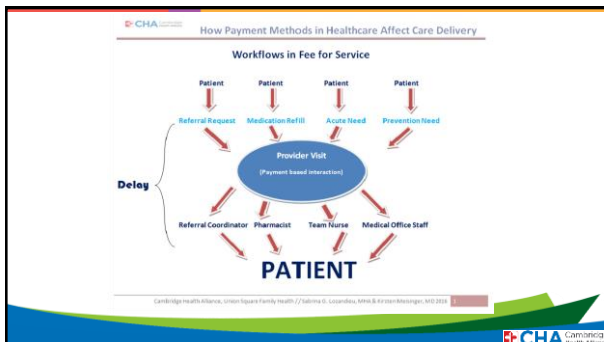 CHA
How Payment Methods in Healthcare Affect Care Delivery
Workflows in Fee for Service
Patient Patient Patient Patient
Referral Request Medication Refill Acute Need Prevention Need
Provider Visit
(Payment based interaction)
Delay
Referral Coordinator Pharmacist Team Nurse Medical Office Staff
PATIENT
Cambridge Health Alliance, Union Square Family Health // Sabrina G. Losandieu, MHA & Kirsten Meisinger, MD 2016
CHA